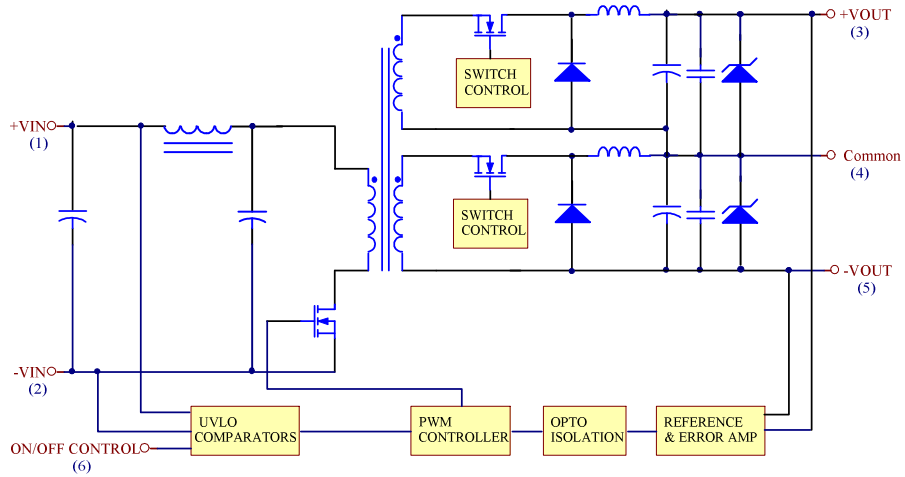 +VOUT
(3)
SWITCH
CONTROL
+VIN
(1)
Common
(4)
SWITCH
CONTROL
-VOUT
(5)
-VIN
(2)
UVLO
COMPARATORS
PWM
CONTROLLER
OPTO
ISOLATION
REFERENCE
& ERROR AMP
ON/OFF CONTROL
(6)